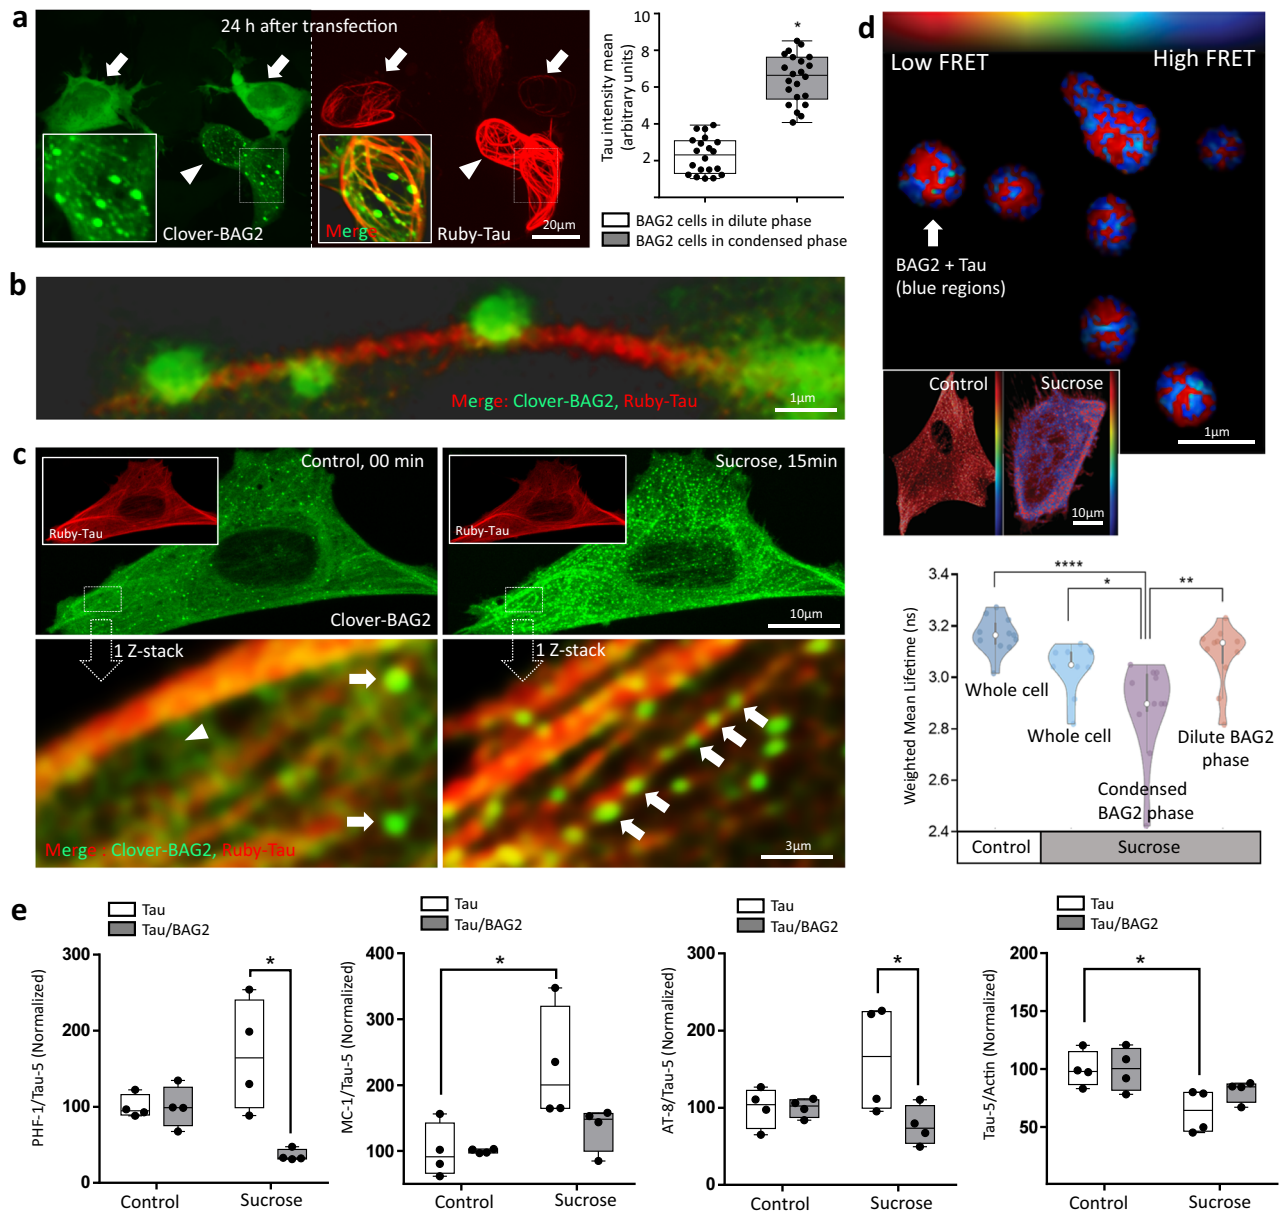 a
24 h after transfection
Clover-BAG2
Merge
Ruby-Tau
20µm
Tau intensity mean
(arbitrary units)
10
8
6
4
2
*
BAG2 cells in dilute phase
BAG2 cells in condensed phase
b
Merge: Clover-BAG2, Ruby-Tau
1µm
c
Control, 00 min
Ruby-Tau
Clover-BAG2
Sucrose, 15min
Ruby-Tau
10µm
1 Z-stack
1 Z-stack
Merge : Clover-BAG2, Ruby-Tau
3µm
d
Low FRET
High FRET
BAG2 + Tau
(blue regions)
Control
Sucrose
10µm
1µm
Weighted Mean Lifetime (ns)
3.4
3.2
3.0
2.8
2.6
2.4
****
*
**
Whole cell
Whole cell
Condensed
BAG2 phase
Dilute BAG2
phase
Control
Sucrose
e
Tau
Tau/BAG2
PHF-1/Tau-5 (Normalized)
300
200
100
0
*
Control
Sucrose
Tau
Tau/BAG2
MC-1/Tau-5 (Normalized)
400
300
200
100
*
Control
Sucrose
Tau
Tau/BAG2
AT-8/Tau-5 (Normalized)
300
200
100
0
*
Control
Sucrose
Tau
Tau/BAG2
Tau-5/Actin (Normalized)
200
100
50
*
Control
Sucrose